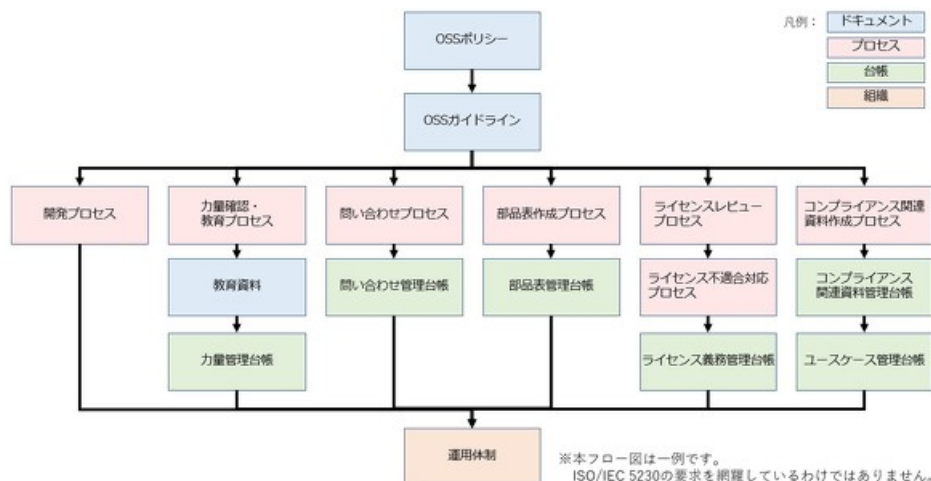 OSSポリシー
凡例：
ドキュメント
プロセス
台帳
組織
OSSガイドライン
開発プロセス
力量確認・
教育プロセス
問い合わせプロセス
部品表作成プロセス
ライセンスレビュー
プロセス
コンプライアンス関連
資料作成プロセス
教育資料
問い合わせ管理台帳
部品表管理台帳
ライセンス不適合対応
プロセス
コンプライアンス
関連資料管理台帳
力量管理台帳
ライセンス義務管理台帳
ユースケース管理台帳
運用体制
※本フロー図は一例です。
ISO/IEC 5230の要求を網羅しているわけではありません。